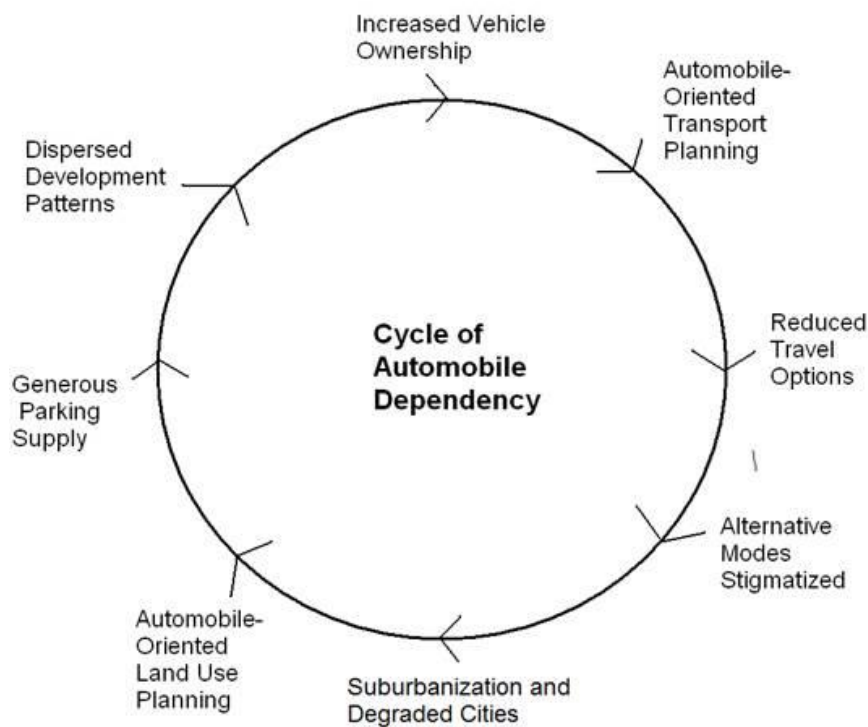 Increased Vehicle
Ownership
Automobile-
Oriented
Transport
Planning
Reduced
Travel
Options
Alternative
Modes
Stigmatized
Suburbanization and
Degraded Cities
Automobile-
Oriented
Land Use
Planning
Generous
Parking
Supply
Dispersed
Development
Patterns
Cycle of
Automobile
Dependency